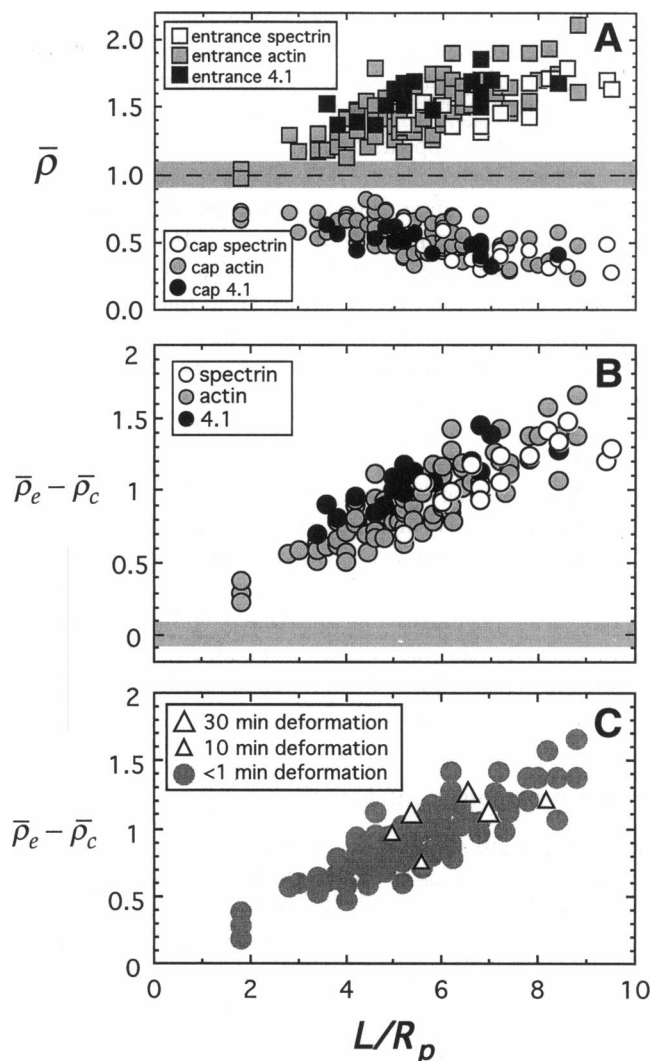 A
2.0
1.5
1.0
0.5
0.0
ρ̄
entrance spectrin
entrance actin
entrance 4.1
cap spectrin
cap actin
cap 4.1
B
2
1.5
1
0.5
0
ρ̄e – ρ̄c
spectrin
actin
4.1
C
2
1.5
1
0.5
0
ρ̄e – ρ̄c
30 min deformation
10 min deformation
<1 min deformation
0 2 4 6 8 10
L/Rp